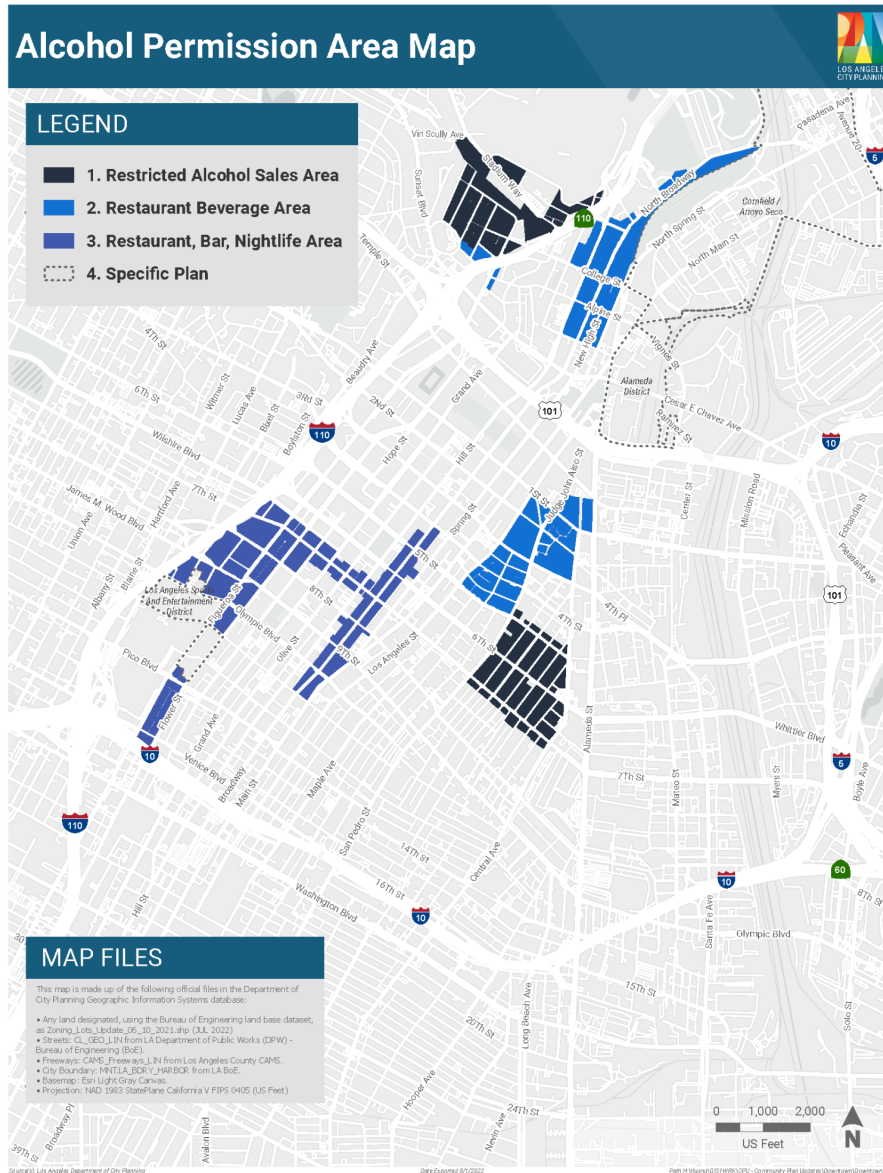 Alcohol Permission Area Map
LOS ANGELES
CITY PLANNING
LEGEND
1. Restricted Alcohol Sales Area
2. Restaurant Beverage Area
3. Restaurant, Bar, Nightlife Area
4. Specific Plan
Vin Scully Ave
Stadium Way
Sunset Blvd
Temple St
Pasadena Ave
Avenue 20
5
North Broadway
Cornfield /
Arroyo Seco
110
North Spring St
North Main St
College St
Alpine St
New High St
Vignes St
Alameda
District
Cesar E Chavez Ave
Ramirez St
101
10
4Th St
Beaudry Ave
6Th St
Witmer St
Lucas Ave
Bixel St
Boylston St
3Rd St
2Nd St
Grand Ave
110
Hope St
Hill St
Wilshire Blvd
7Th St
James M. Wood Blvd
Hartford Ave
Union Ave
Spring St
1St St
Judge John Aiso St
Center St
Mission Road
Echandia St
Pleasant Ave
101
5Th St
Albany St
Blaine St
Los Angeles Sports
And Entertainment
District
Figueroa St
8Th St
Olympic Blvd
Olive St
9Th St
Los Angeles St
4Th St
4Th Pl
6Th St
Pico Blvd
Flower St
Grand Ave
10
Venice Blvd
Broadway
Main St
Maple Ave
Alameda St
Whittier Blvd
5
Boyle Ave
7Th St
Mateo St
Myers St
110
San Pedro St
14Th St
16Th St
Central Ave
60
8Th St
10
Hill St
Washington Blvd
10
Santa Fe Ave
Olympic Blvd
30
15Th St
Long Beach Ave
20Th St
Soto St
Hooper Ave
24Th St
Nevin Ave
Broadway Pl
39Th St
Avalon Blvd
MAP FILES
This map is made up of the following official files in the Department of
City Planning Geographic Information Systems database:
• Any land designated, using the Bureau of Engineering land base dataset,
as Zoning_Lots_Update_06_10_2021.shp (JUL 2022)
• Streets: CL_GEO_LIN from LA Department of Public Works (DPW) -
Bureau of Engineering (BoE).
• Freeways: CAMS_Freeways_LIN from Los Angeles County CAMS.
• City Boundary: MNT.LA_BDRY_HARBOR from LA BoE.
• Basemap: Esri Light Gray Canvas.
• Projection: NAD 1983 StatePlane California V FIPS 0405 (US Feet)
0 1,000 2,000
US Feet
N
Source(s): Los Angeles Department of City Planning
Date Exported 8/1/2022